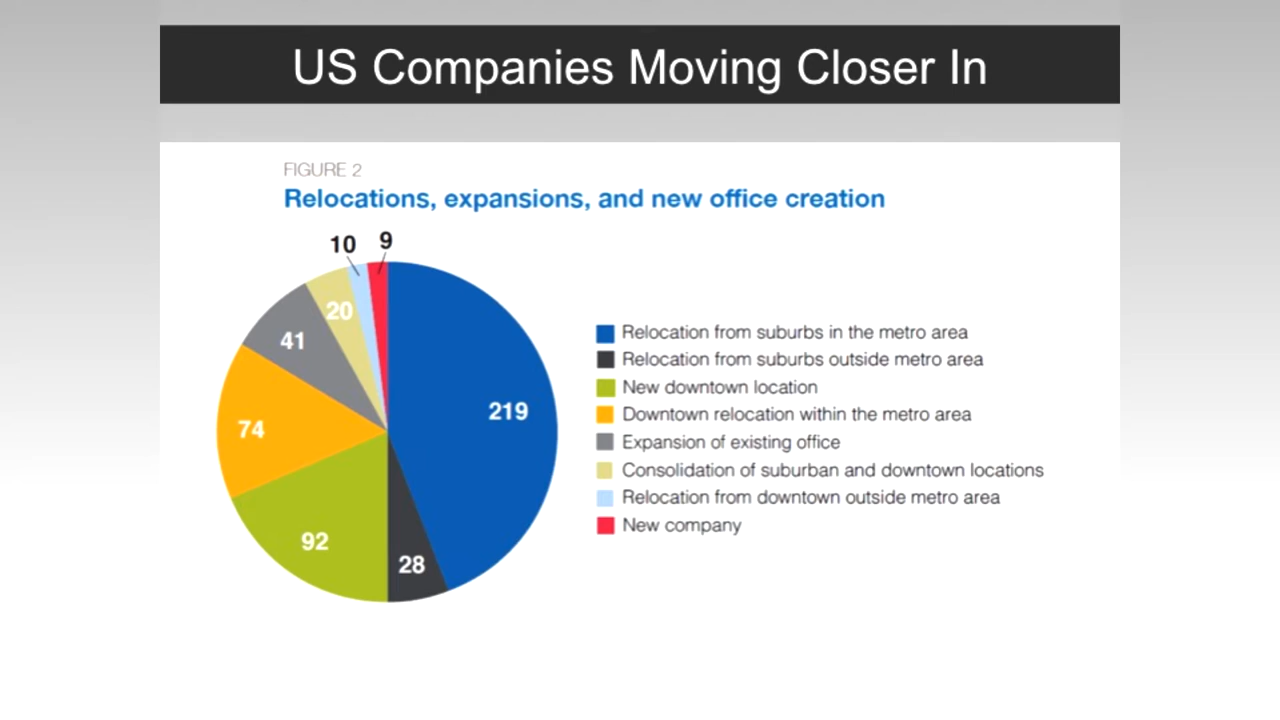 US Companies Moving Closer In
FIGURE 2
Relocations, expansions, and new office creation
10
9
20
41
219
74
92
28
Relocation from suburbs in the metro area
Relocation from suburbs outside metro area
New downtown location
Downtown relocation within the metro area
Expansion of existing office
Consolidation of suburban and downtown locations
Relocation from downtown outside metro area
New company